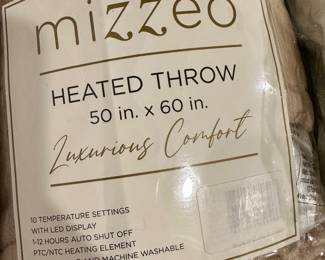 mizzeo
HEATED THROW
50 in. x 60 in.
Luxurious Comfort
10 TEMPERATURE SETTINGS
WITH LED DISPLAY
1-12 HOURS AUTO SHUT OFF
PTC/NTC HEATING ELEMENT
AND MACHINE WASHABLE